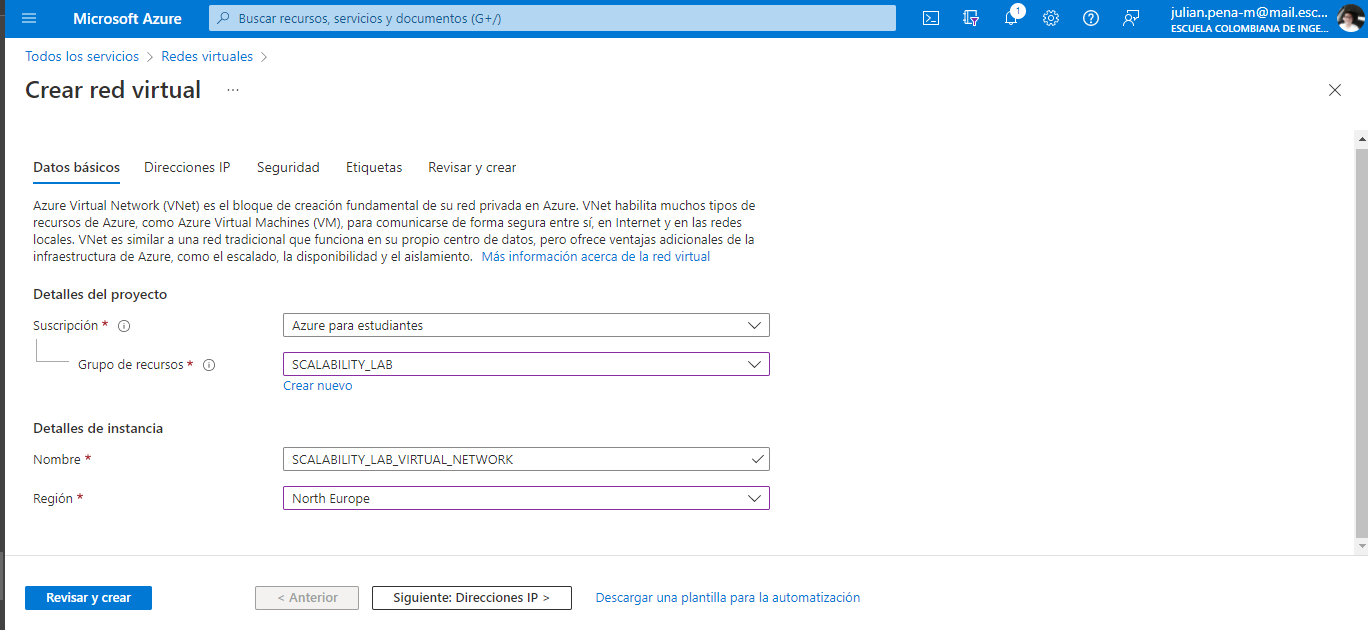 Microsoft Azure
Buscar recursos, servicios y documentos (G+/)
1
julian.pena-m@mail.esc...
ESCUELA COLOMBIANA DE INGE...
Todos los servicios > Redes virtuales >
Crear red virtual ...
Datos básicos Direcciones IP Seguridad Etiquetas Revisar y crear
Azure Virtual Network (VNet) es el bloque de creación fundamental de su red privada en Azure. VNet habilita muchos tipos de
recursos de Azure, como Azure Virtual Machines (VM), para comunicarse de forma segura entre sí, en Internet y en las redes
locales. VNet es similar a una red tradicional que funciona en su propio centro de datos, pero ofrece ventajas adicionales de la
infraestructura de Azure, como el escalado, la disponibilidad y el aislamiento. Más información acerca de la red virtual
Detalles del proyecto
Suscripción * Azure para estudiantes
Grupo de recursos * SCALABILITY_LAB
Crear nuevo
Detalles de instancia
Nombre * SCALABILITY_LAB_VIRTUAL_NETWORK
Región * North Europe
Revisar y crear < Anterior Siguiente: Direcciones IP > Descargar una plantilla para la automatización